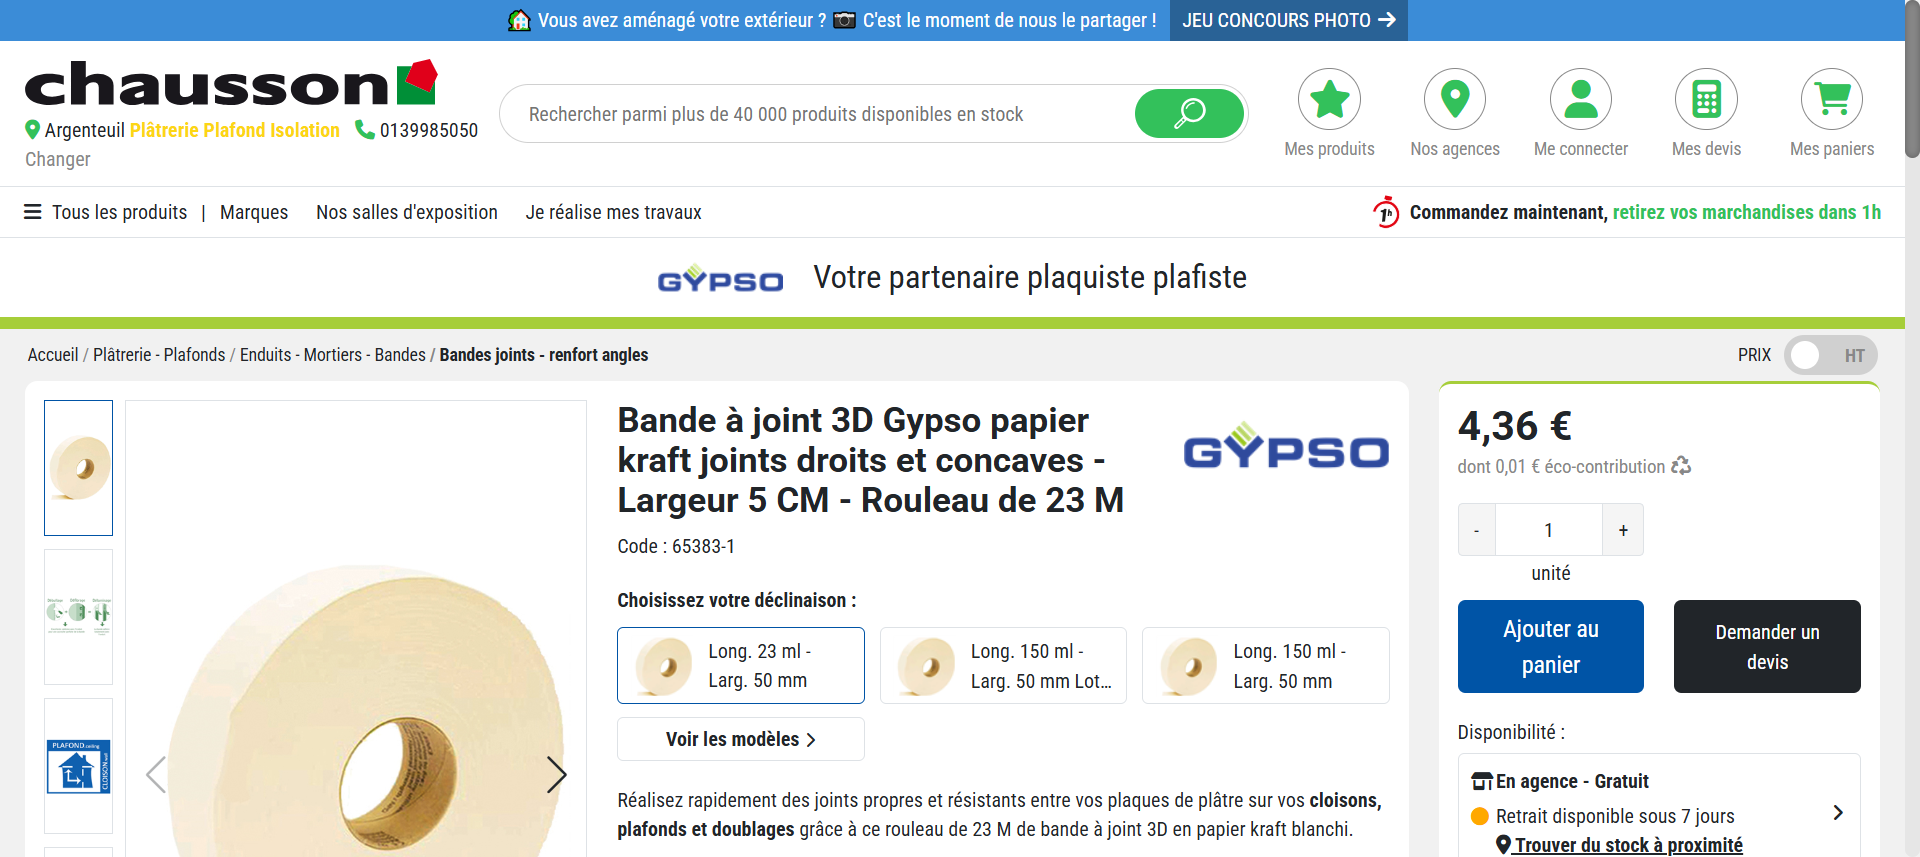 Vous avez aménagé votre extérieur ? C'est le moment de nous le partager ! JEU CONCOURS PHOTO
chausson
Argenteuil Plâtrerie Plafond Isolation 0139985050
Changer
Rechercher parmi plus de 40 000 produits disponibles en stock
Mes produits
Nos agences
Me connecter
Mes devis
Mes paniers
Tous les produits | Marques Nos salles d'exposition Je réalise mes travaux
1h Commandez maintenant, retirez vos marchandises dans 1h
GYPSO Votre partenaire plaquiste plafiste
Accueil / Plâtrerie - Plafonds / Enduits - Mortiers - Bandes / Bandes joints - renfort angles
PRIX HT
PLAFOND ceiling
CLOISON
Bande à joint 3D Gypso papier
kraft joints droits et concaves -
Largeur 5 CM - Rouleau de 23 M
GYPSO
Code : 65383-1
Choisissez votre déclinaison :
Long. 23 ml -
Larg. 50 mm
Long. 150 ml -
Larg. 50 mm Lot...
Long. 150 ml -
Larg. 50 mm
Voir les modèles
Réalisez rapidement des joints propres et résistants entre vos plaques de plâtre sur vos cloisons,
plafonds et doublages grâce à ce rouleau de 23 M de bande à joint 3D en papier kraft blanchi.
4,36 €
dont 0,01 € éco-contribution
- 1 +
unité
Ajouter au
panier
Demander un
devis
Disponibilité :
En agence - Gratuit
Retrait disponible sous 7 jours
Trouver du stock à proximité